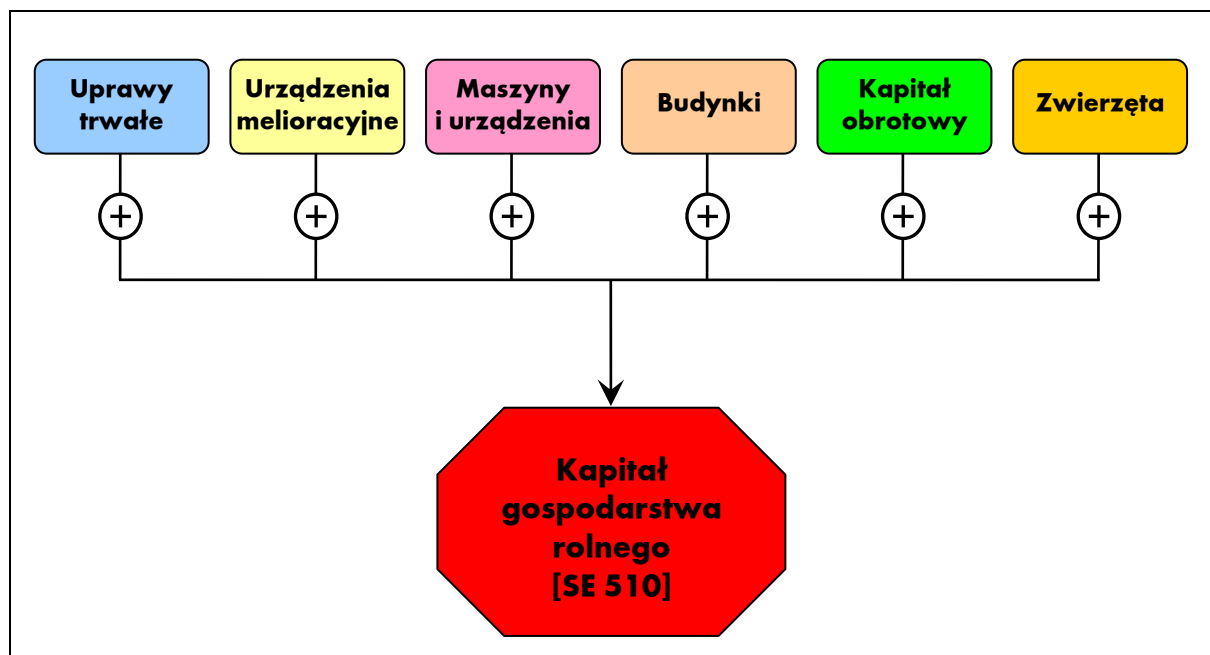 Uprawy
trwałe
Urządzenia
melioracyjne
Maszyny
i urządzenia
Budynki
Kapitał
obrotowy
Zwierzęta
+
+
+
+
+
+
Kapitał
gospodarstwa
rolnego
[SE 510]